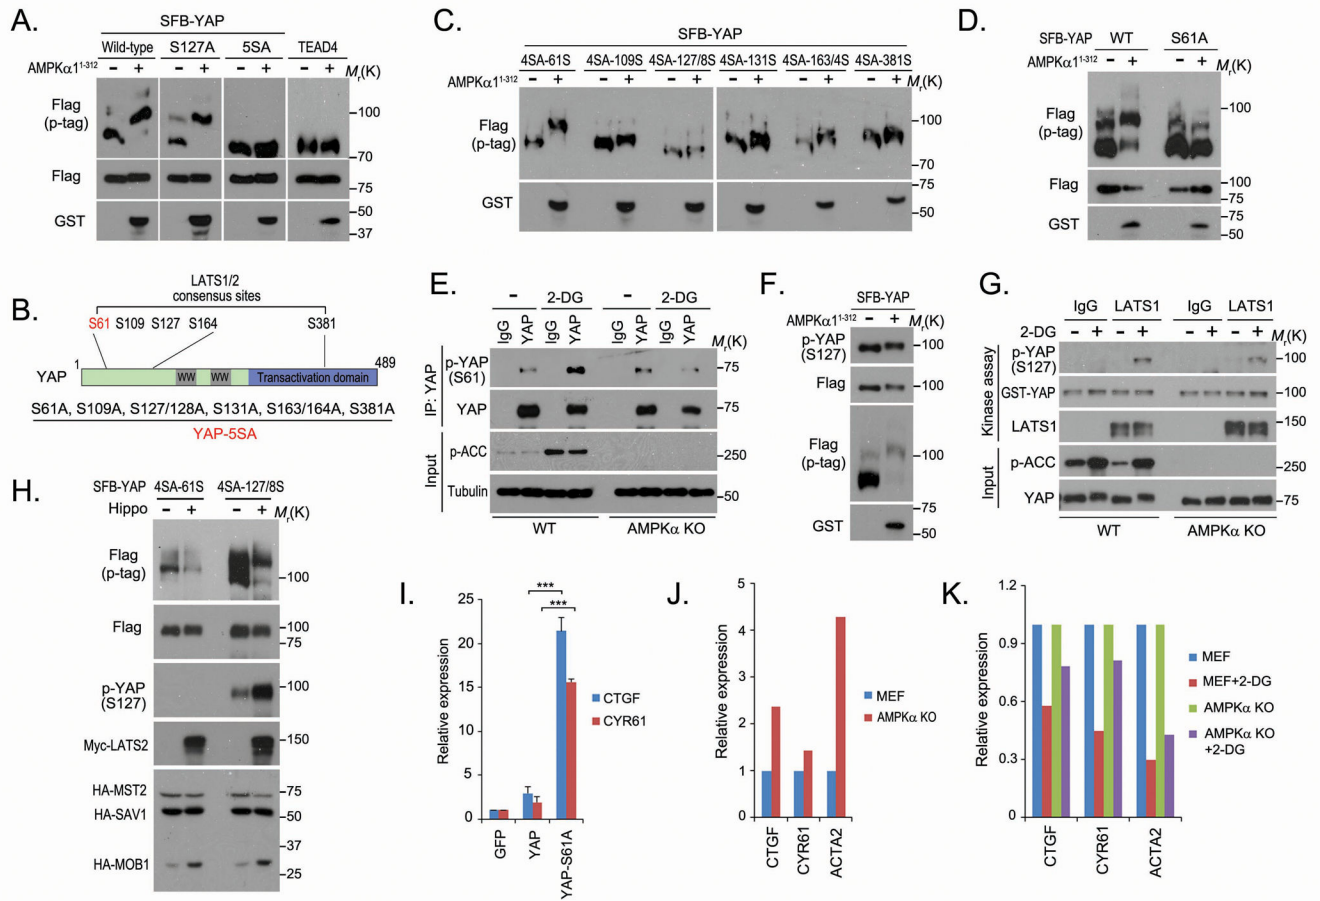 A.
SFB-YAP
Wild-type S127A 5SA TEAD4
AMPKα1¹⁻³¹² - + - + - + - + Mr(K)
Flag
(p-tag)
100
70
Flag
75
GST
50
37
B.
LATS1/2
consensus sites
S61 S109 S127 S164 S381
1 489
YAP WW WW Transactivation domain
S61A, S109A, S127/128A, S131A, S163/164A, S381A
YAP-5SA
C.
SFB-YAP
4SA-61S 4SA-109S 4SA-127/8S 4SA-131S 4SA-163/4S 4SA-381S
AMPKα1¹⁻³¹² - + - + - + - + - + - + Mr(K)
Flag
(p-tag)
100
70
GST
75
50
D.
SFB-YAP WT S61A
AMPKα1¹⁻³¹² - + - + Mr(K)
Flag
(p-tag)
100
Flag
100
75
GST
75
50
E.
- 2-DG - 2-DG
IgG YAP IgG YAP IgG YAP IgG YAP Mr(K)
IP: YAP
p-YAP
(S61)
75
YAP
75
Input
p-ACC
250
Tubulin
50
WT AMPKα KO
F.
SFB-YAP
AMPKα1¹⁻³¹² - + Mr(K)
p-YAP
(S127)
100
Flag
100
Flag
(p-tag)
100
GST
75
50
G.
IgG LATS1 IgG LATS1
2-DG - + - + - + - + Mr(K)
Kinase assay
p-YAP
(S127)
100
GST-YAP
100
LATS1
150
Input
p-ACC
250
YAP
75
WT AMPKα KO
H.
SFB-YAP 4SA-61S 4SA-127/8S
Hippo - + - + Mr(K)
Flag
(p-tag)
100
Flag
100
75
p-YAP
(S127)
100
Myc-LATS2
150
HA-MST2
75
HA-SAV1
50
37
HA-MOB1
25
I.
Relative expression
25
20
15
10
5
0
***
***
CTGF
CYR61
GFP
YAP
YAP-S61A
J.
Relative expression
5
4
3
2
1
0
MEF
AMPKα KO
CTGF
CYR61
ACTA2
K.
Relative expression
1.2
0.9
0.6
0.3
0
MEF
MEF+2-DG
AMPKα KO
AMPKα KO
+2-DG
CTGF
CYR61
ACTA2